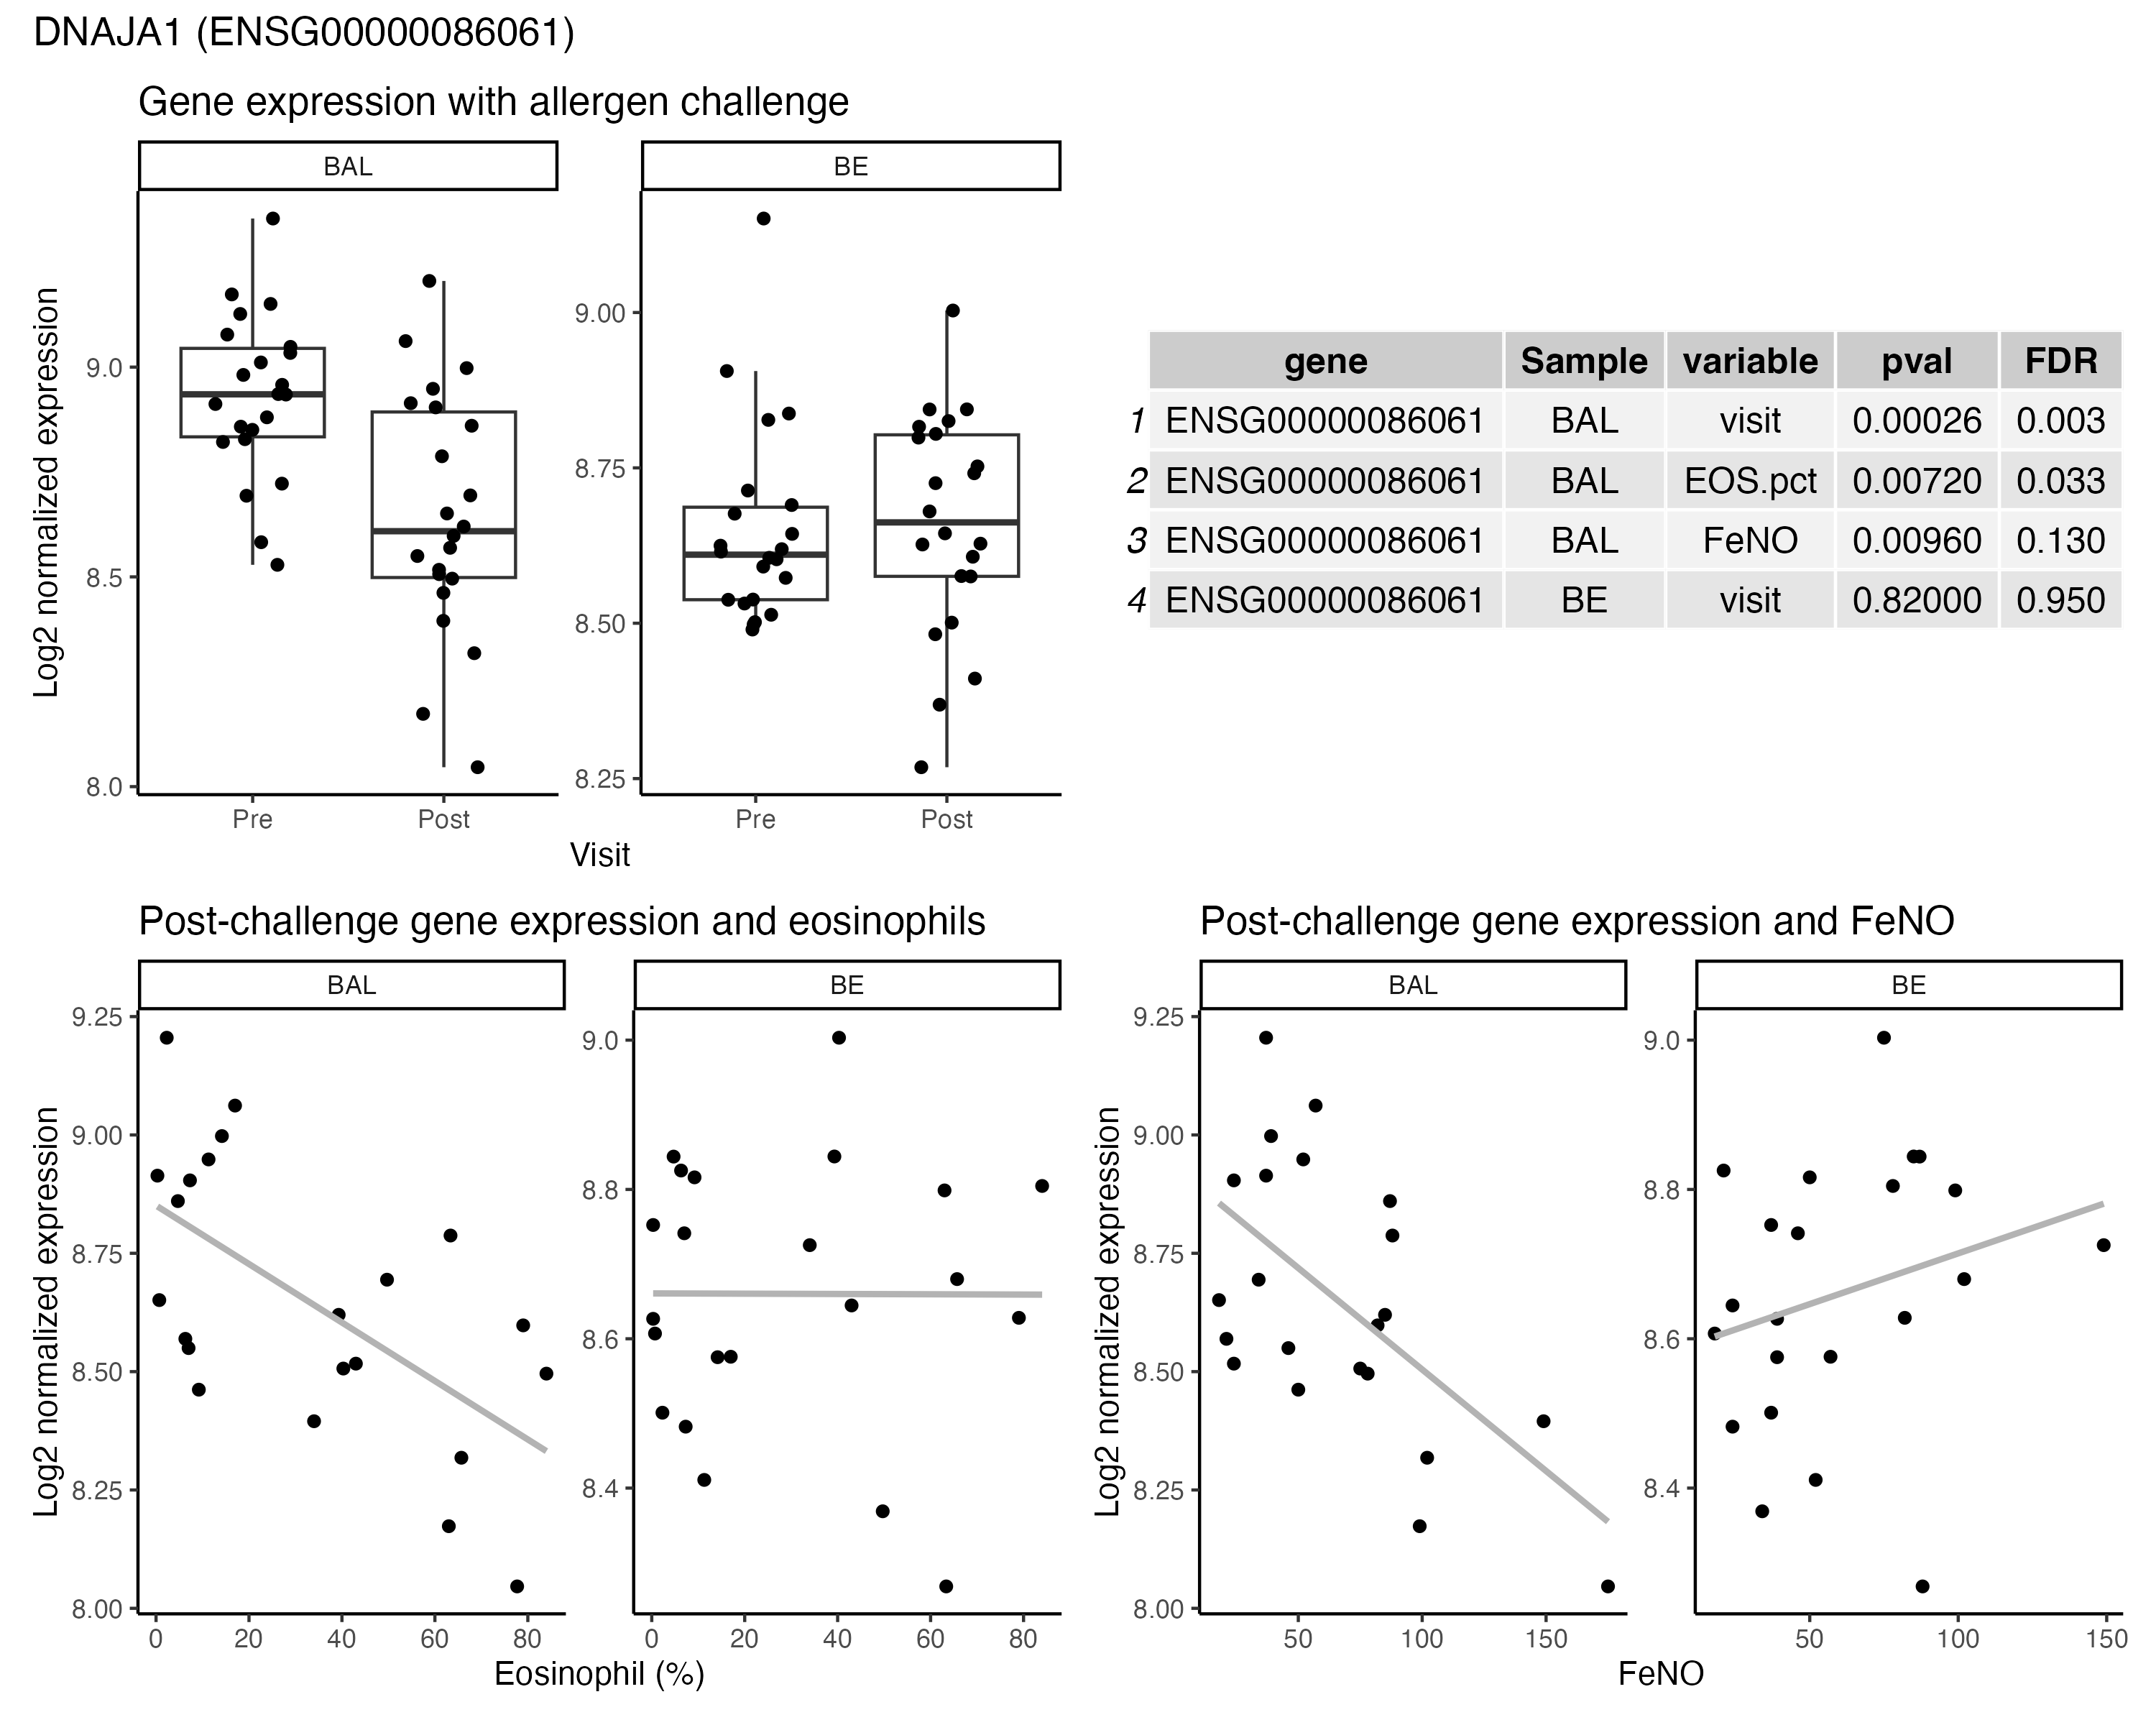 DNAJA1 (ENSG00000086061)
Gene expression with allergen challenge
BAL
BE
Log2 normalized expression
9.0
8.5
8.0
9.00
8.75
8.50
8.25
Pre
Post
Pre
Post
Visit
gene Sample variable pval FDR
1 ENSG00000086061 BAL visit 0.00026 0.003
2 ENSG00000086061 BAL EOS.pct 0.00720 0.033
3 ENSG00000086061 BAL FeNO 0.00960 0.130
4 ENSG00000086061 BE visit 0.82000 0.950
Post-challenge gene expression and eosinophils
BAL
BE
Log2 normalized expression
9.25
9.00
8.75
8.50
8.25
8.00
9.0
8.8
8.6
8.4
0 20 40 60 80
0 20 40 60 80
Eosinophil (%)
Post-challenge gene expression and FeNO
BAL
BE
Log2 normalized expression
9.25
9.00
8.75
8.50
8.25
8.00
9.0
8.8
8.6
8.4
50 100 150
50 100 150
FeNO